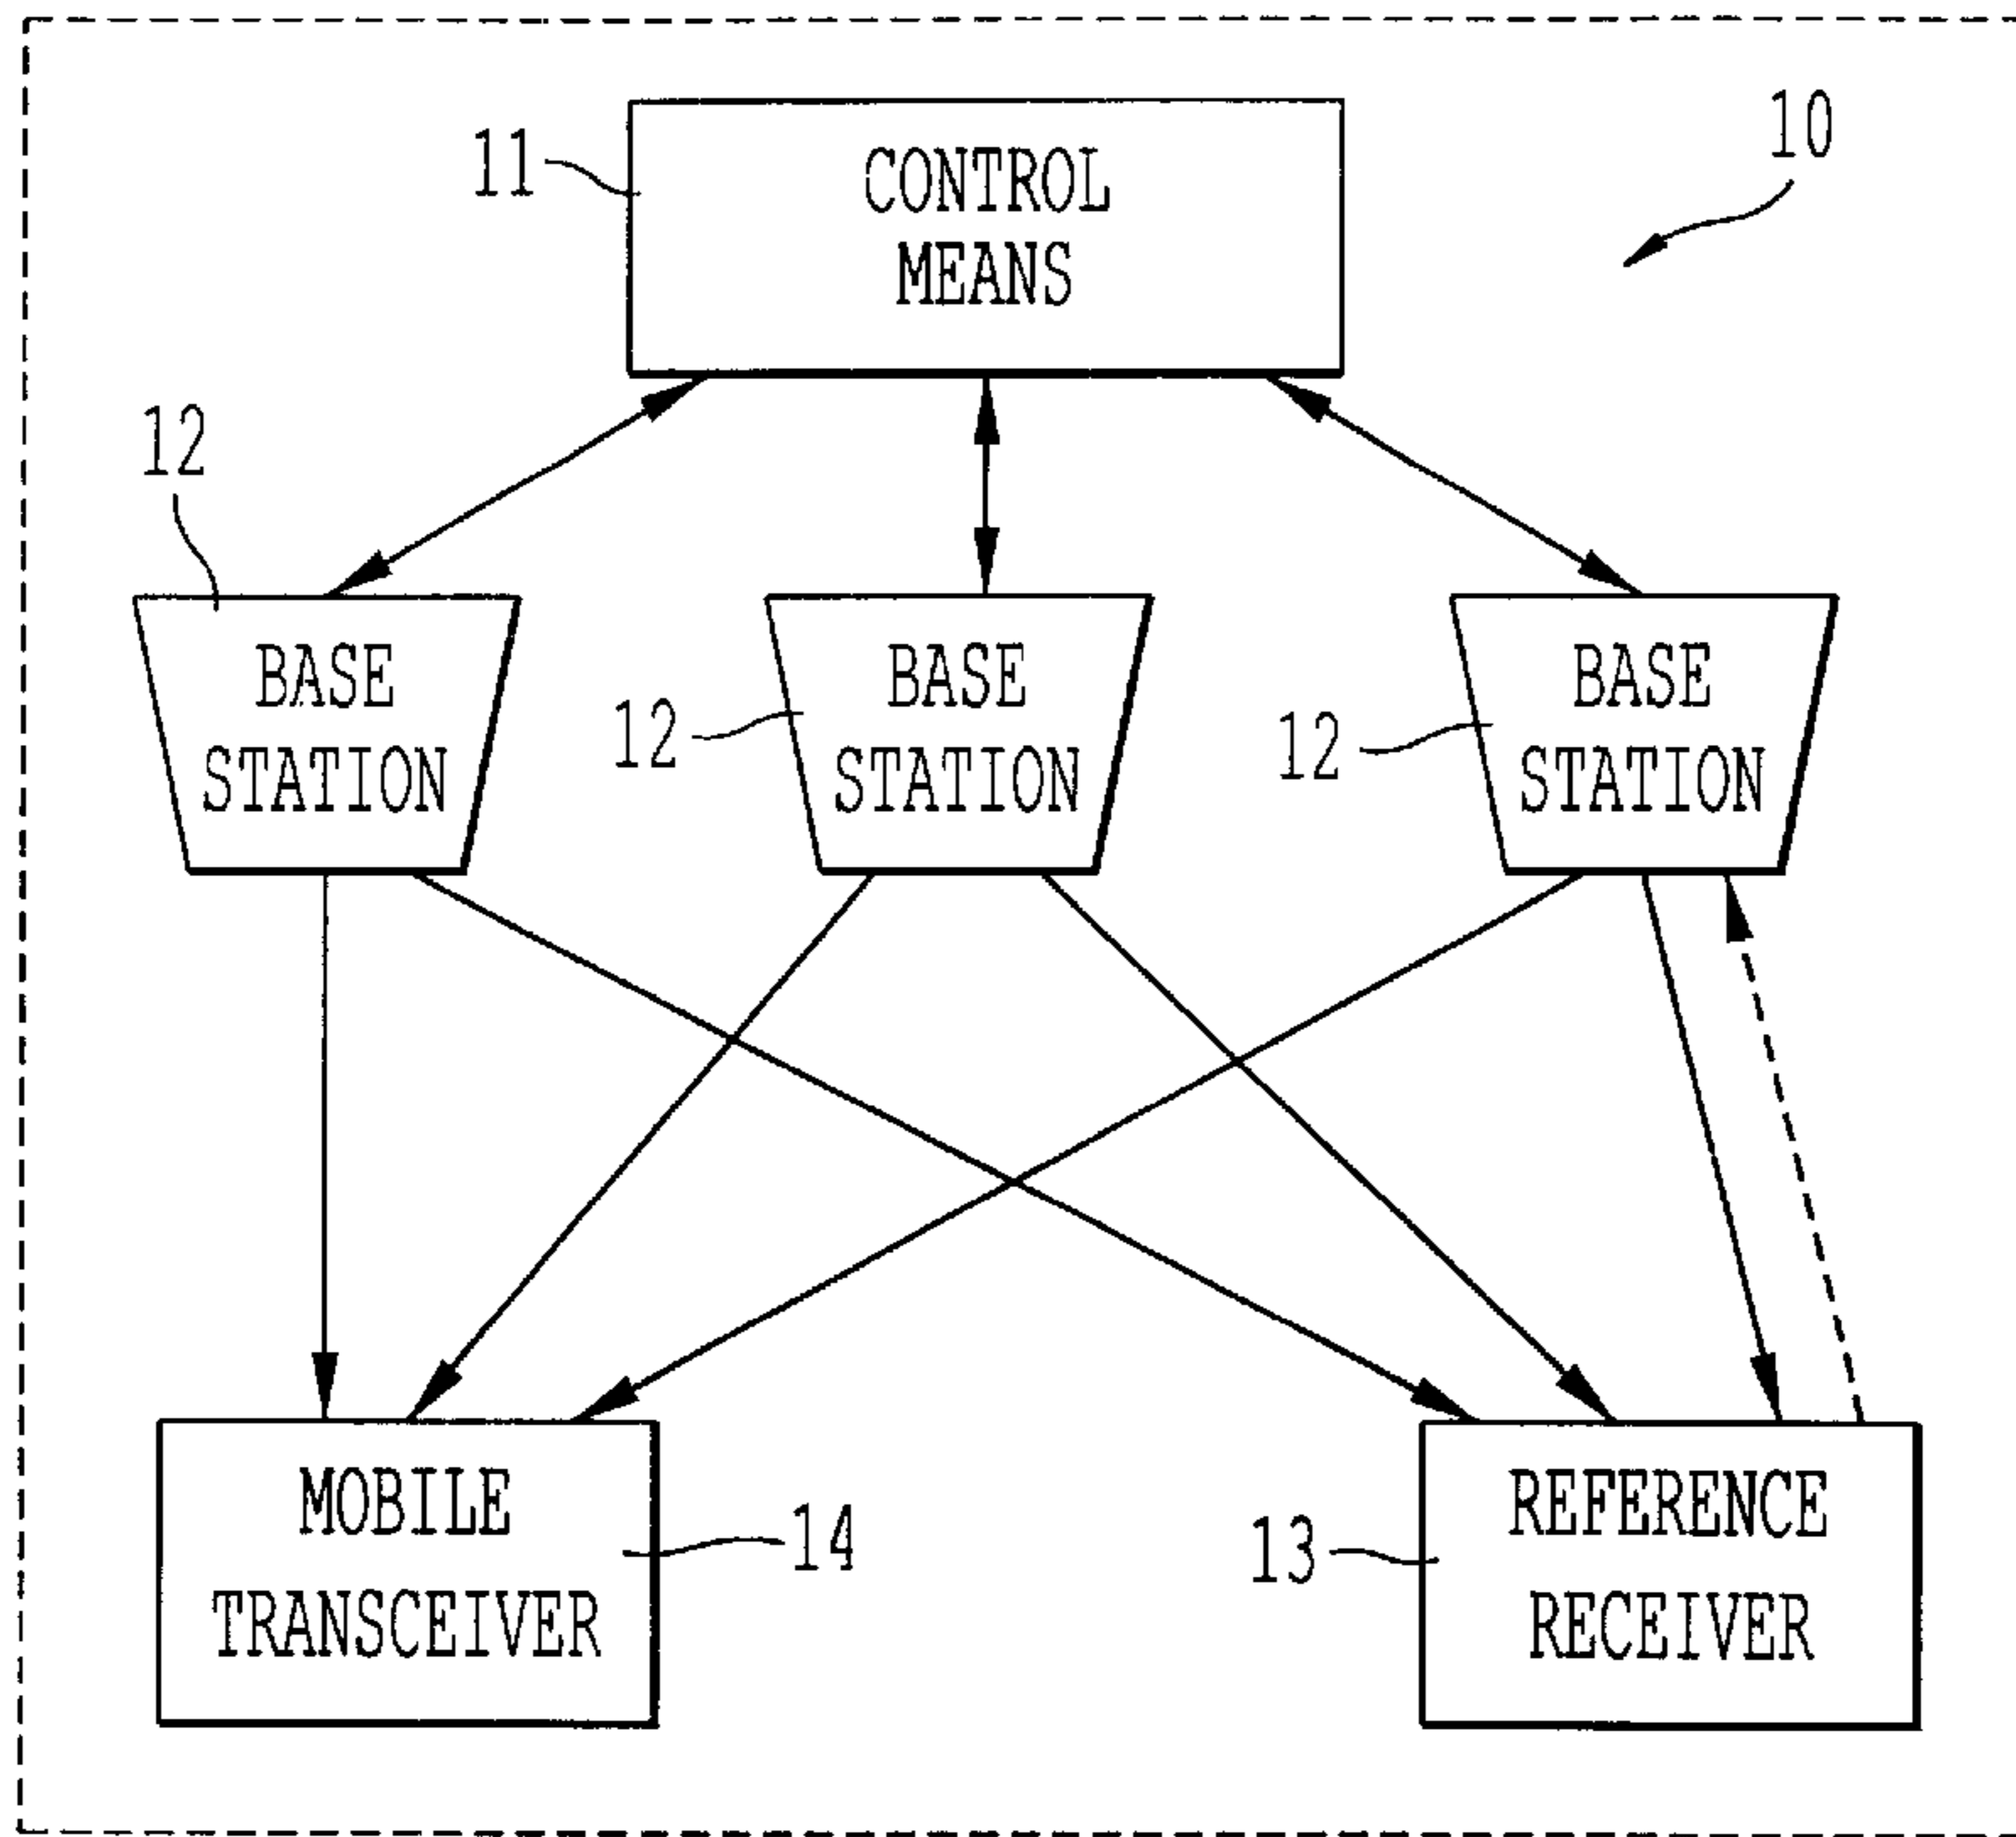 10
11
CONTROL
MEANS
12
BASE
STATION
12
BASE
STATION
12
BASE
STATION
MOBILE
TRANSCEIVER
14
13
REFERENCE
RECEIVER